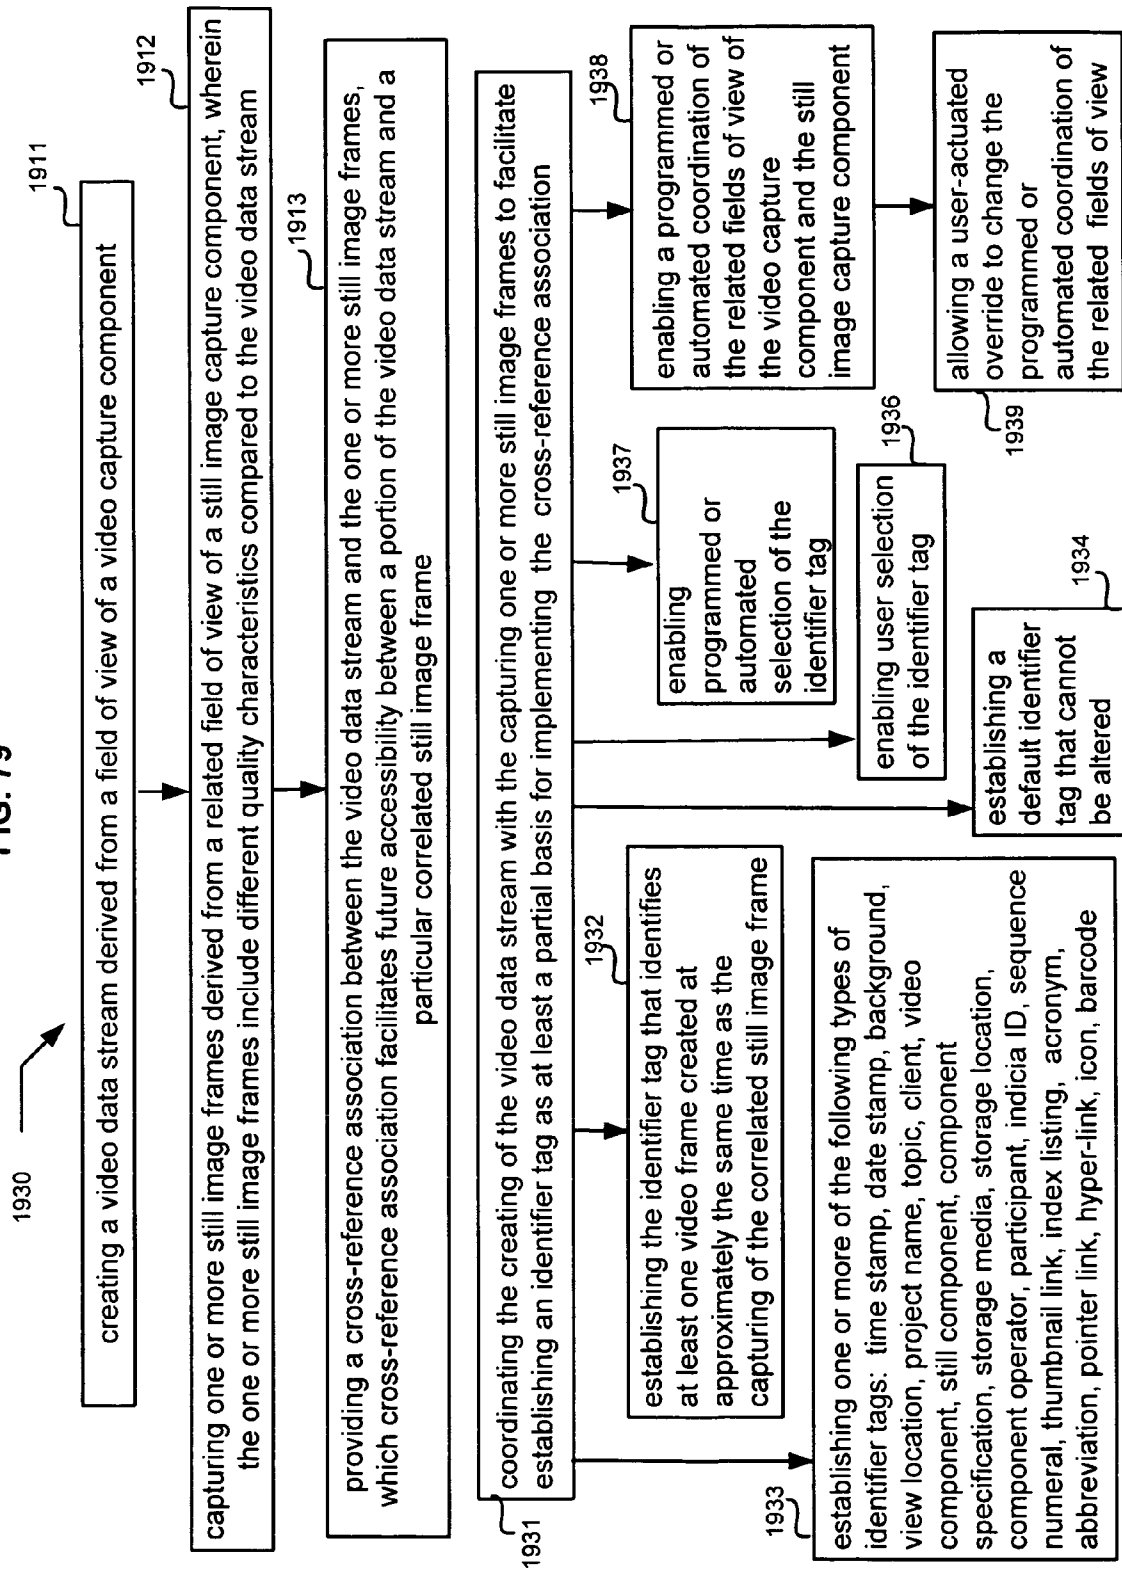 FIG. 79
1930
1911
creating a video data stream derived from a field of view of a video capture component
1912
capturing one or more still image frames derived from a related field of view of a still image capture component, wherein
the one or more still image frames include different quality characteristics compared to the video data stream
1913
providing a cross-reference association between the video data stream and the one or more still image frames,
which cross-reference association facilitates future accessibility between a portion of the video data stream and a
particular correlated still image frame
1931
coordinating the creating of the video data stream with the capturing one or more still image frames to facilitate
establishing an identifier tag as at least a partial basis for implementing the cross-reference association
1932
establishing the identifier tag that identifies
at least one video frame created at
approximately the same time as the
capturing of the correlated still image frame
1933
establishing one or more of the following types of
identifier tags: time stamp, date stamp, background,
view location, project name, topic, client, video
component, still component, component
specification, storage media, storage location,
component operator, participant, indicia ID, sequence
numeral, thumbnail link, index listing, acronym,
abbreviation, pointer link, hyper-link, icon, barcode
1934
establishing a
default identifier
tag that cannot
be altered
1936
enabling user selection
of the identifier tag
1937
enabling
programmed or
automated
selection of the
identifier tag
1938
enabling a programmed or
automated coordination of
the related fields of view of
the video capture
component and the still
image capture component
1939
allowing a user-actuated
override to change the
programmed or
automated coordination of
the related fields of view